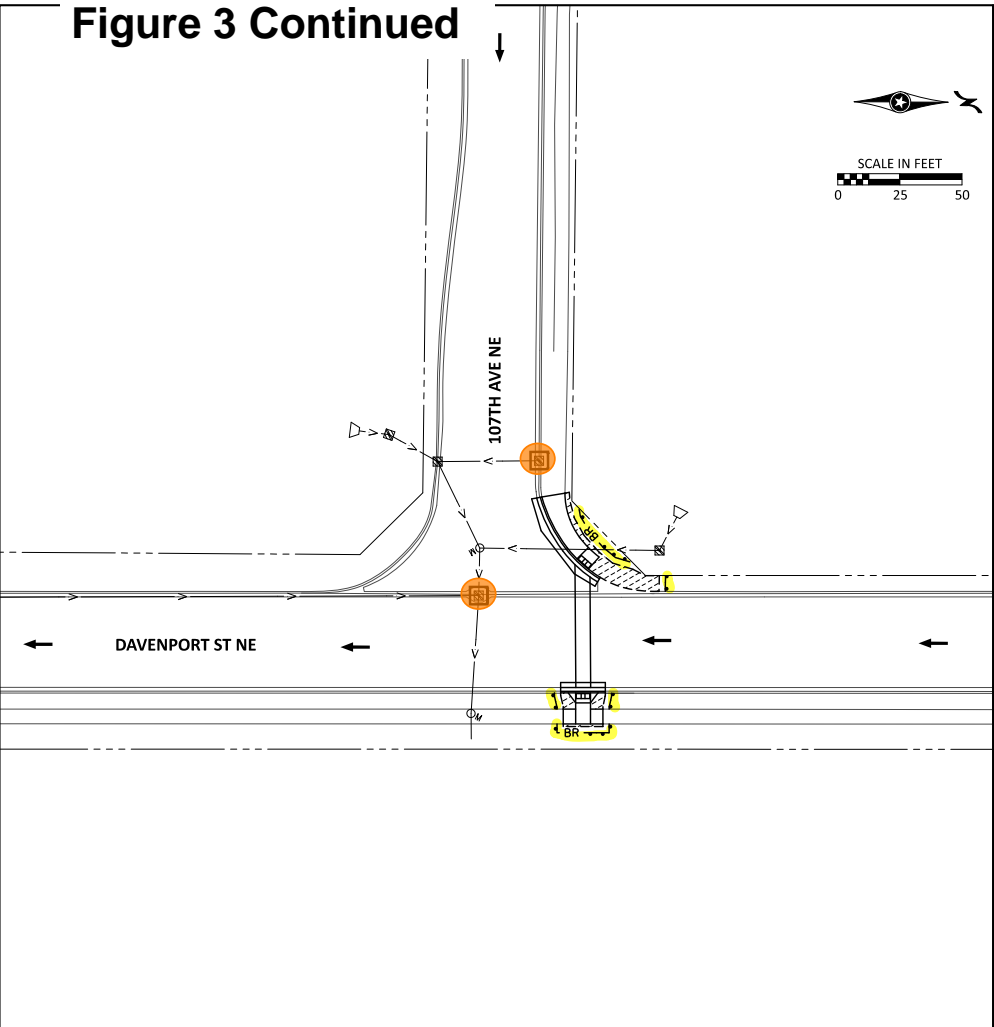 Figure 3 Continued
N
SCALE IN FEET
0 25 50
107TH AVE NE
BR
M
DAVENPORT ST NE
M
BR